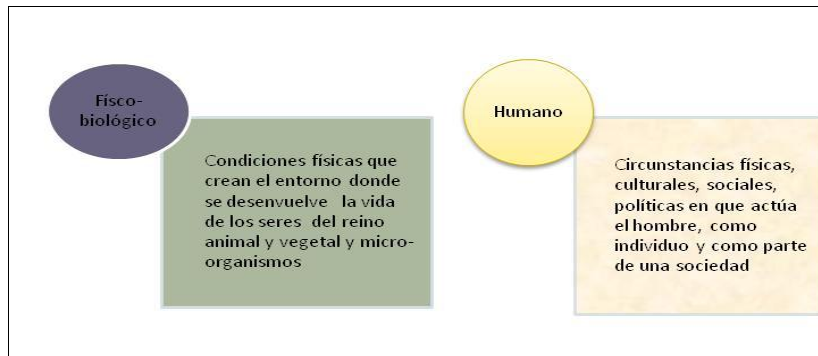 Físco-
biológico
Condiciones físicas que
crean el entorno donde
se desenvuelve la vida
de los seres del reino
animal y vegetal y micro-
organismos
Humano
Circunstancias físicas,
culturales, sociales,
políticas en que actúa
el hombre, como
individuo y como parte
de una sociedad